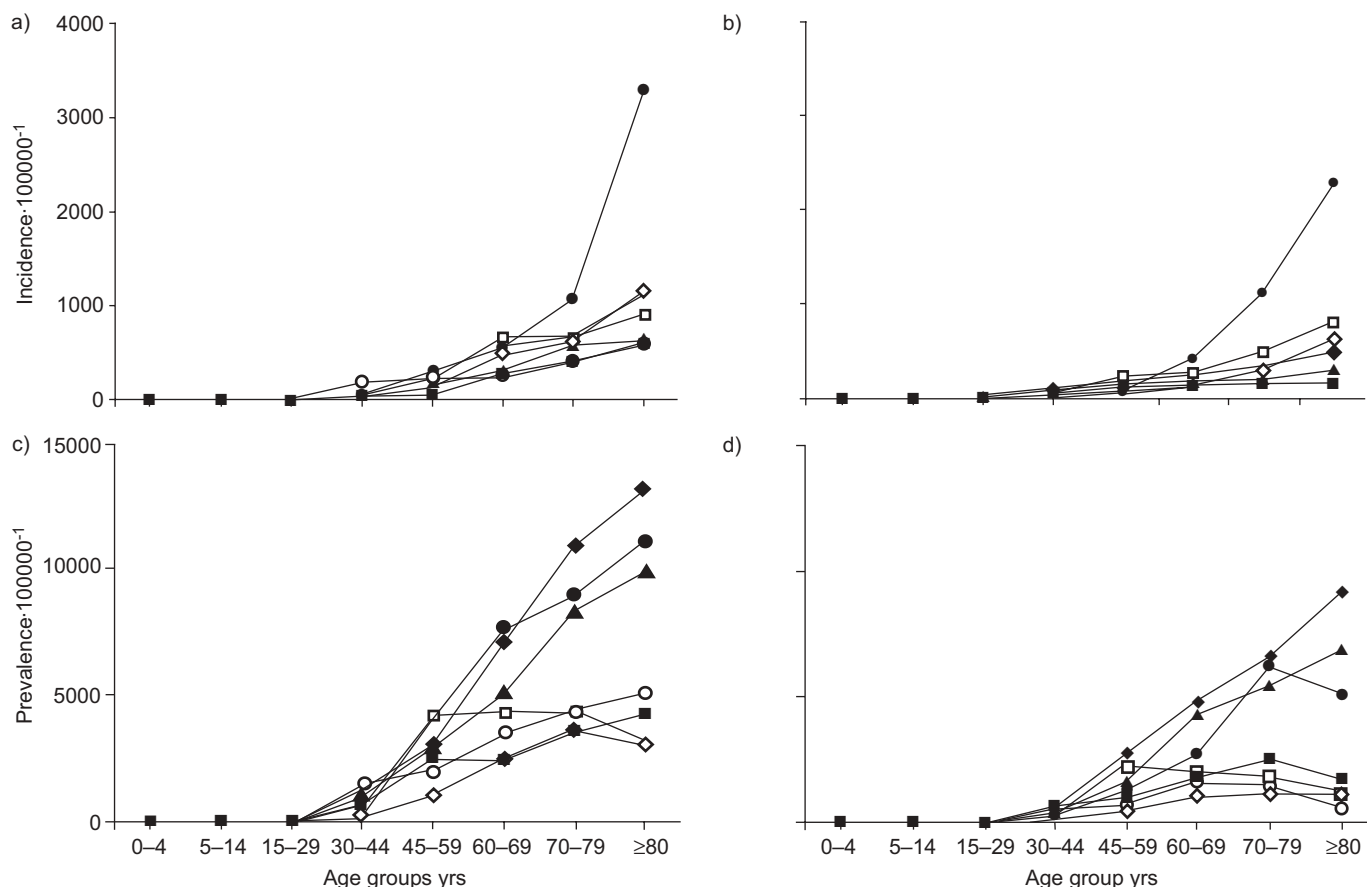 a)
b)
4000
3000
2000
1000
0
Incidence·100000⁻¹
c)
d)
15000
10000
5000
0
Prevalence·100000⁻¹
0–4 5–14 15–29 30–44 45–59 60–69 70–79 ≥80
Age groups yrs
0–4 5–14 15–29 30–44 45–59 60–69 70–79 ≥80
Age group yrs